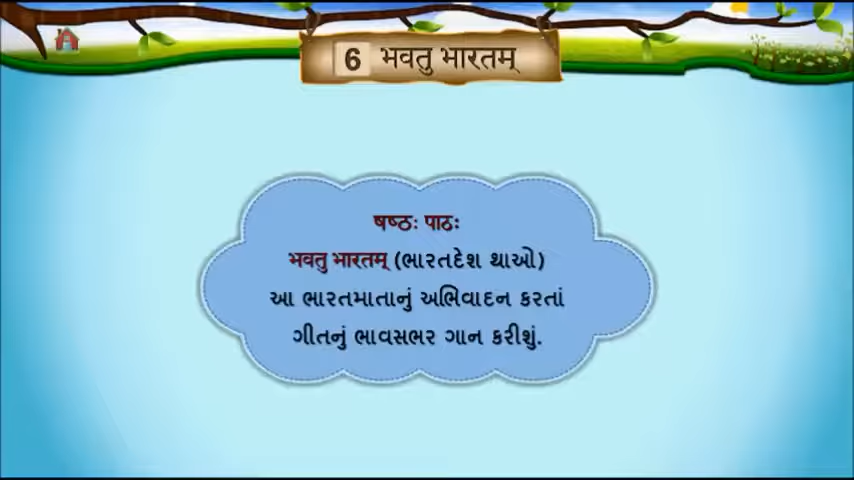 6 भवतु भारतम्
षष्ठः पाठः
भवतु भारतम् (ભારતદેશ થાઓ)
આ ભારતમાતાનું અભિવાદન કરતાં
ગીતનું ભાવસભર ગાન કરીશું.